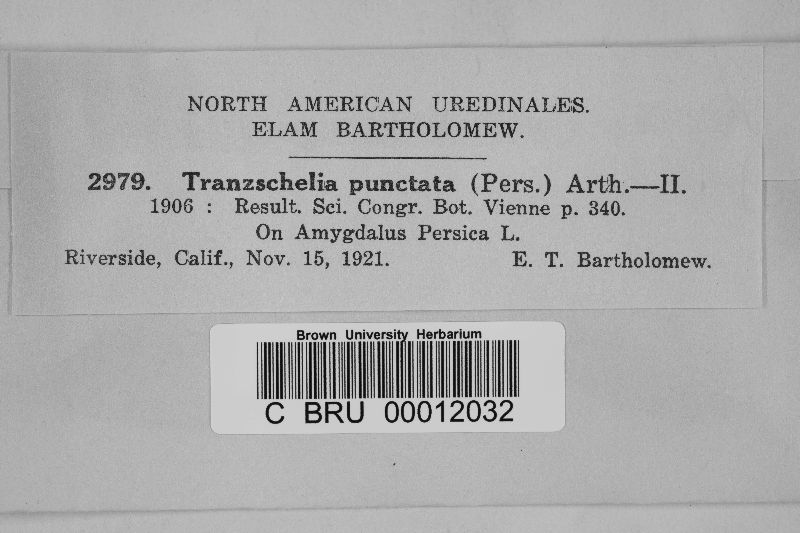 NORTH AMERICAN UREDINALES.
ELAM BARTHOLOMEW.
2979. Tranzschelia punctata (Pers.) Arth.—II.
1906 : Result. Sci. Congr. Bot. Vienne p. 340.
On Amygdalus Persica L.
Riverside, Calif., Nov. 15, 1921. E. T. Bartholomew.
Brown University Herbarium
C BRU 00012032